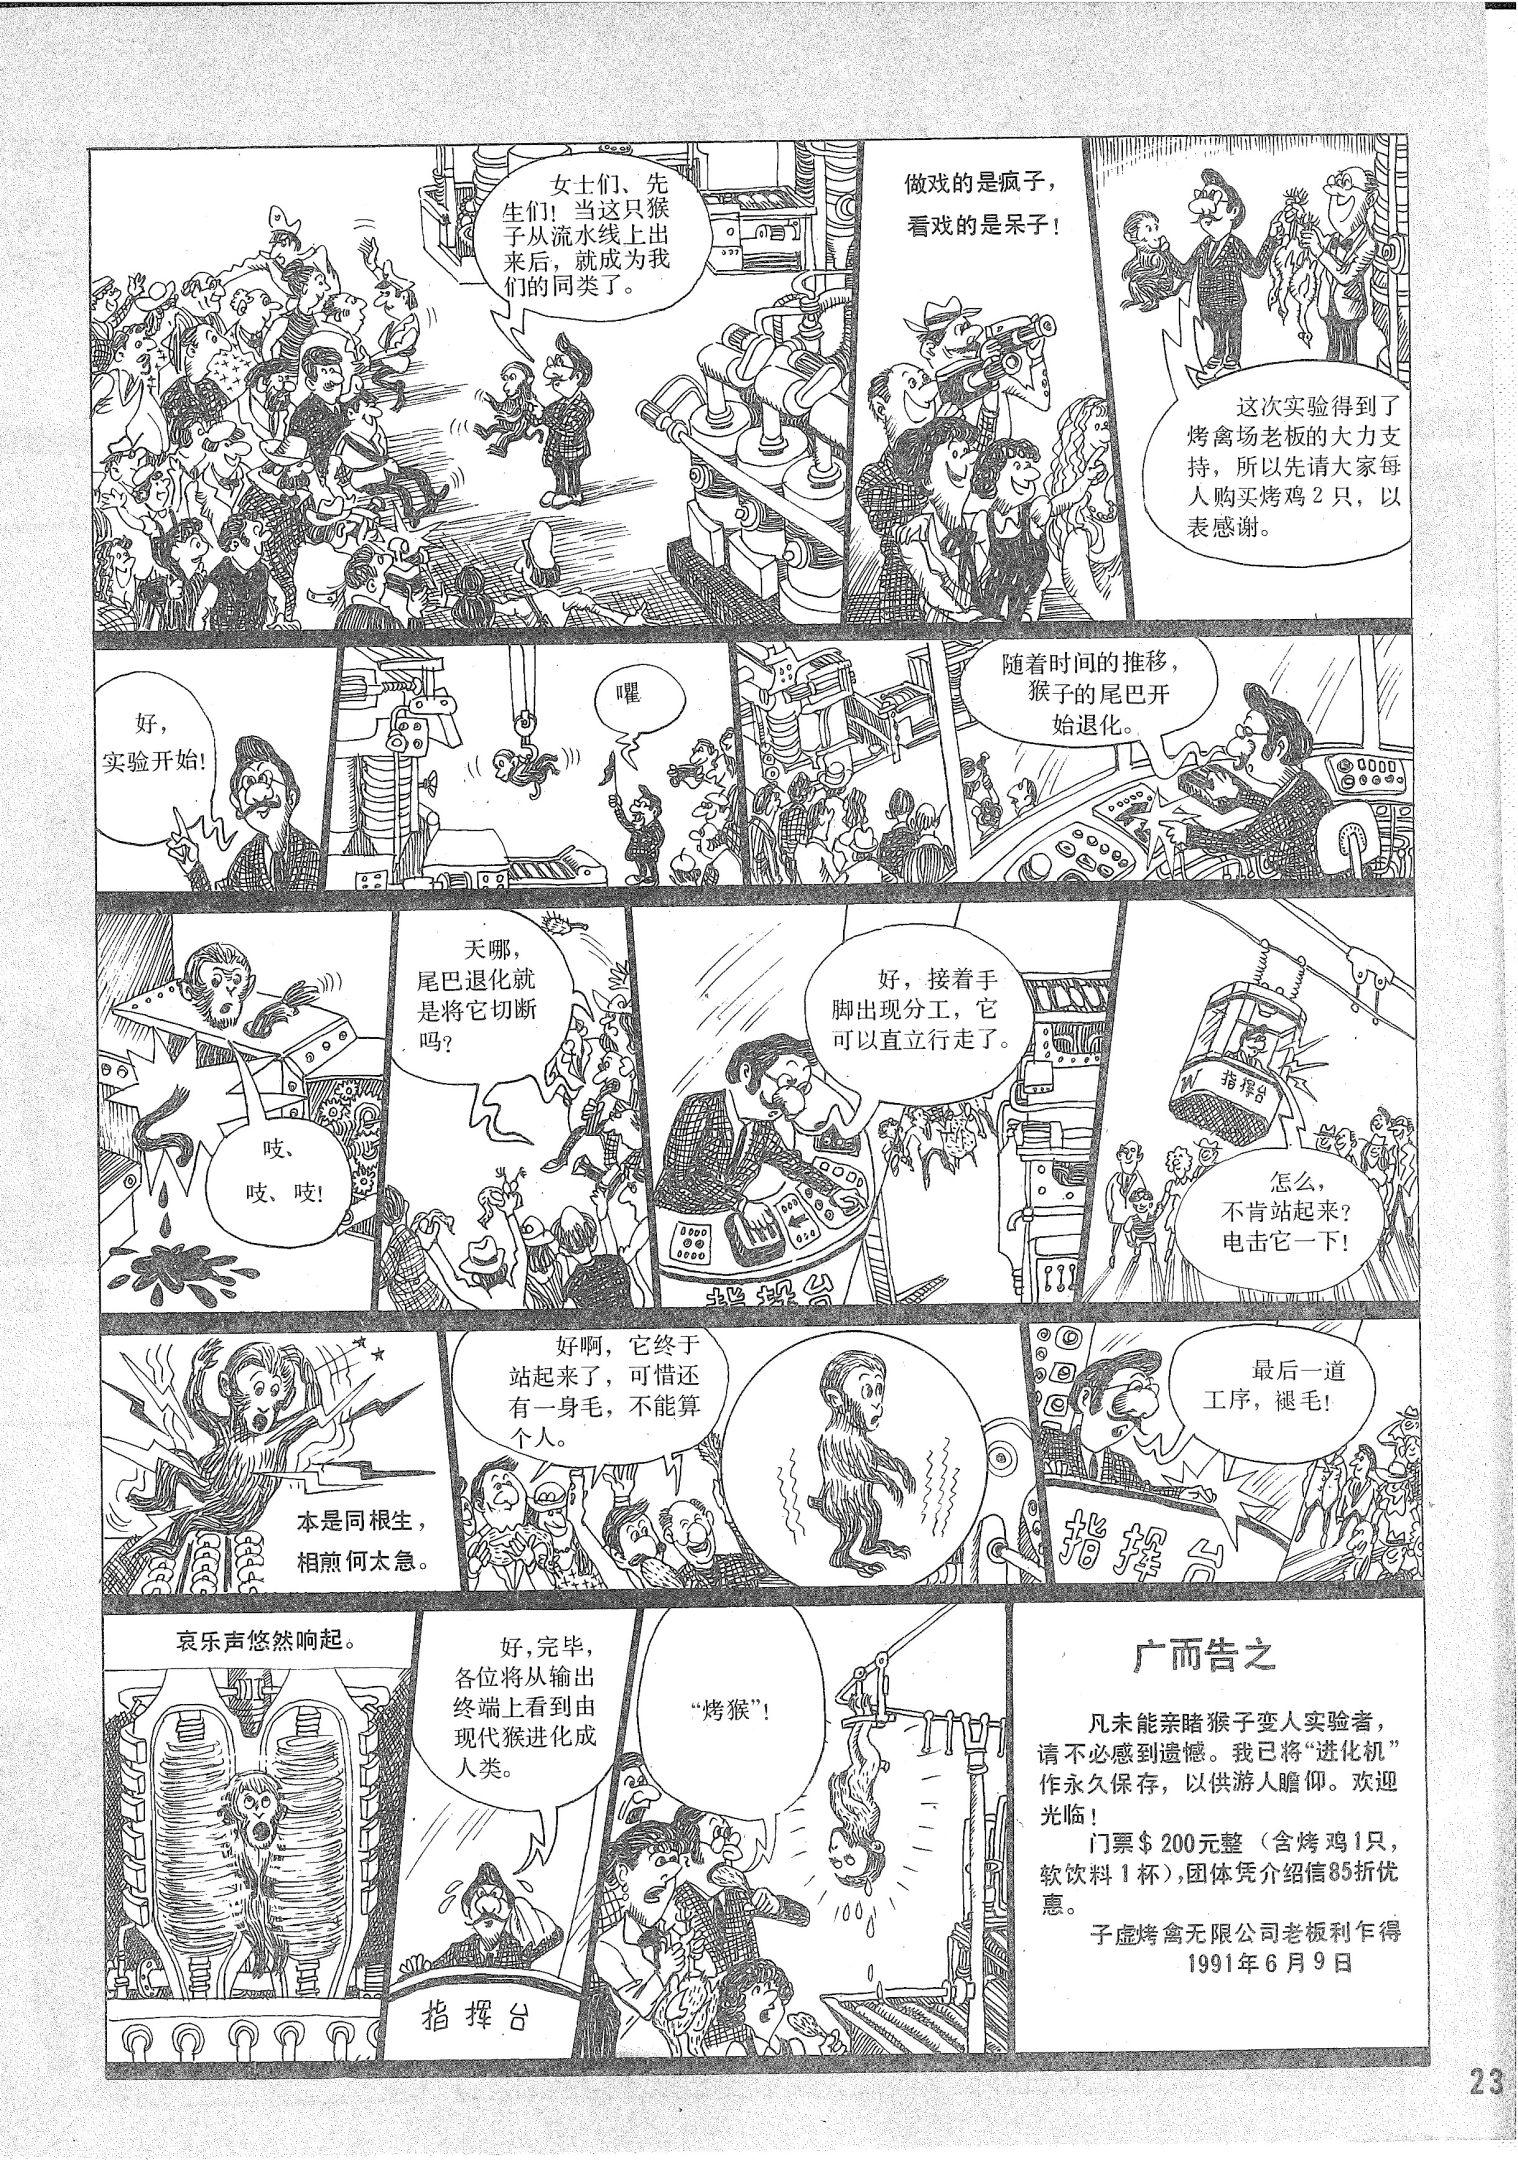 女士们、先
生们！当这只猴
子从流水线上出
来后，就成为我
们的同类了。
做戏的是疯子，
看戏的是呆子！
这次实验得到了
烤禽场老板的大力支
持，所以先请大家每
人购买烤鸡2只，以
表感谢。
好，
实验开始！
嚁
随着时间的推移，
猴子的尾巴开
始退化。
吱、
吱、吱！
天哪，
尾巴退化就
是将它切断
吗？
好，接着手
脚出现分工，它
可以直立行走了。
指挥台
W 指挥台
怎么，
不肯站起来？
电击它一下！
本是同根生，
相煎何太急。
好啊，它终于
站起来了，可惜还
有一身毛，不能算
个人。
最后一道
工序，褪毛！
指挥台
哀乐声悠然响起。
好，完毕，
各位将从输出
终端上看到由
现代猴进化成
人类。
指挥台
“烤猴”！
广而告之
凡未能亲睹猴子变人实验者，
请不必感到遗憾。我已将“进化机”
作永久保存，以供游人瞻仰。欢迎
光临！
门票＄200元整（含烤鸡1只，
软饮料1杯），团体凭介绍信85折优
惠。
子虚烤禽无限公司老板利乍得
1991年6月9日
23